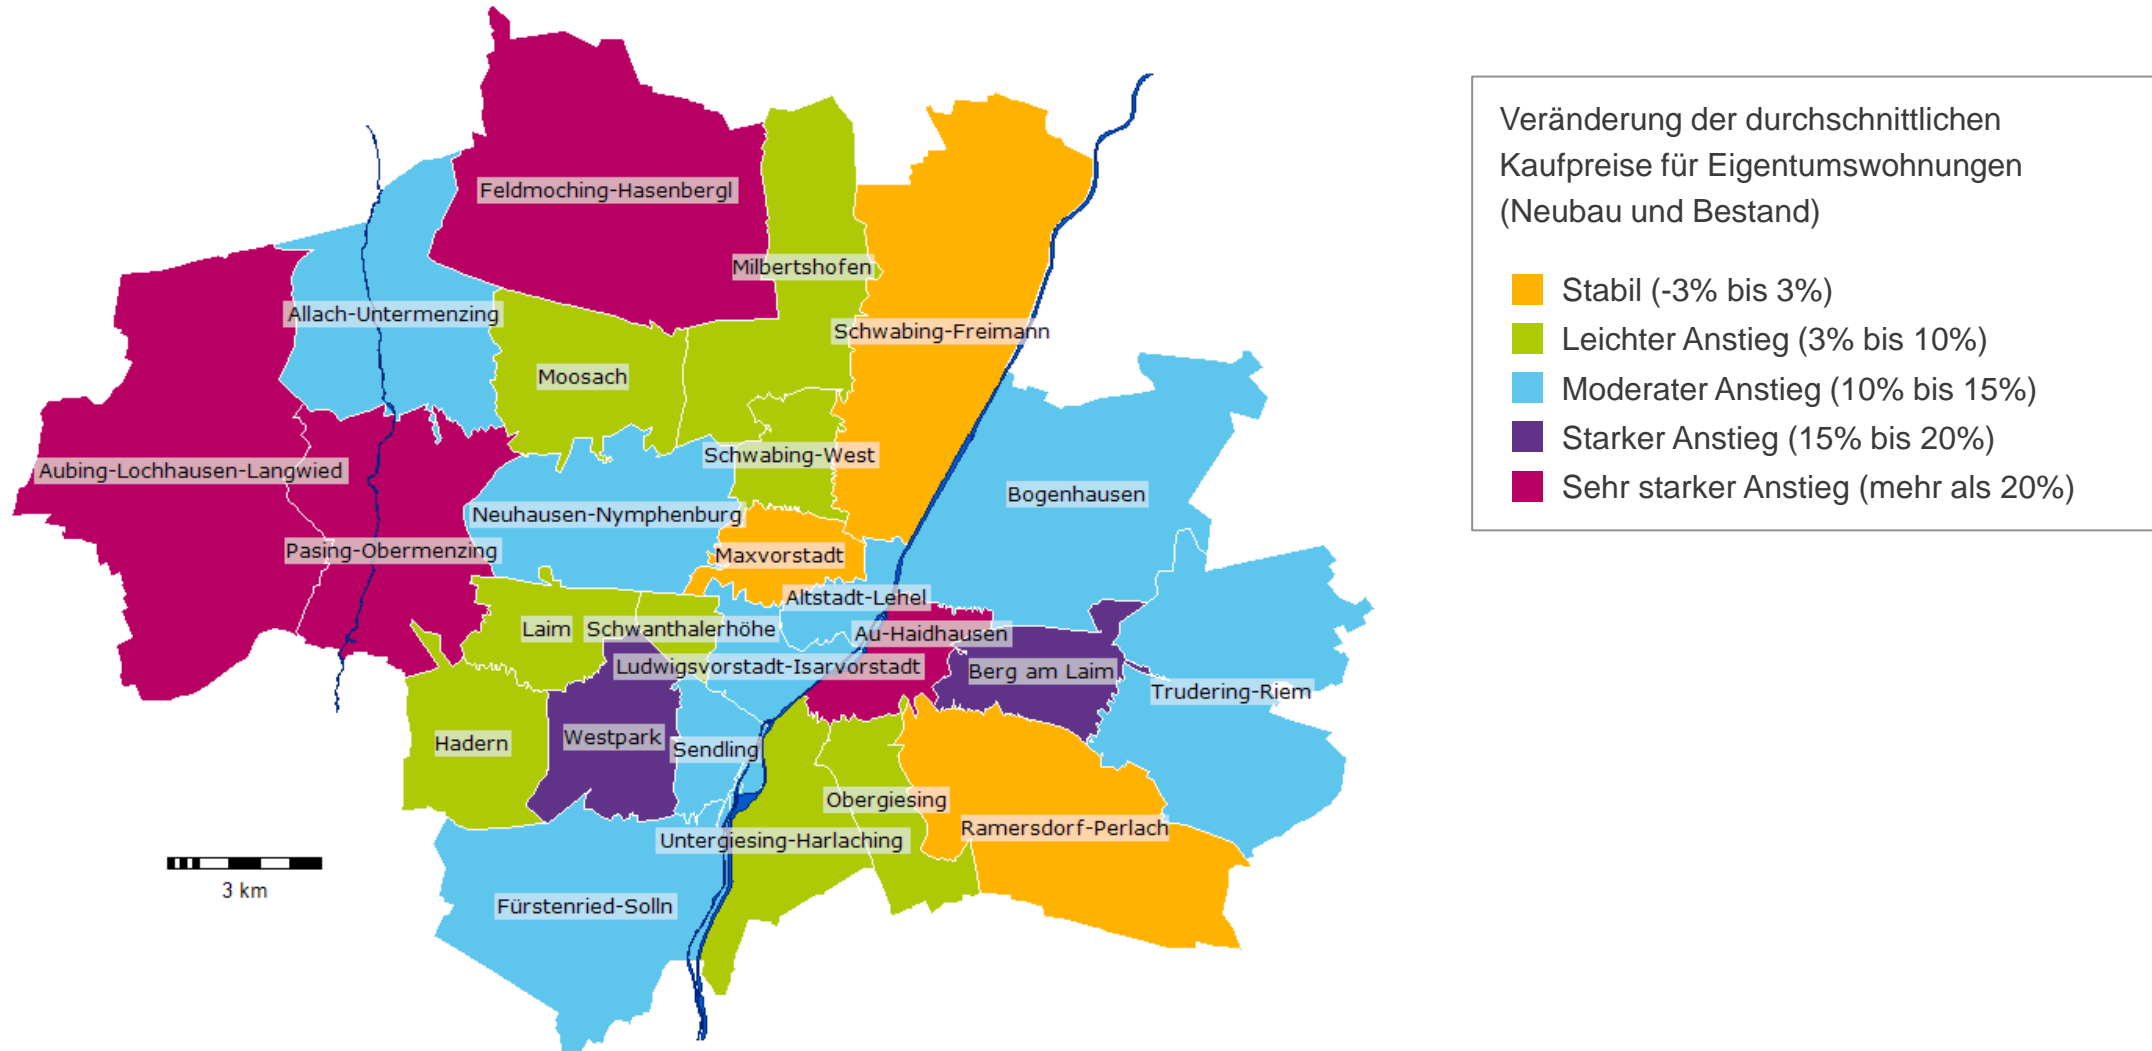 Feldmoching-Hasenbergl
Milbertshofen
Allach-Untermenzing
Schwabing-Freimann
Moosach
Schwabing-West
Aubing-Lochhausen-Langwied
Bogenhausen
Neuhausen-Nymphenburg
Pasing-Obermenzing
Maxvorstadt
Altstadt-Lehel
Laim
Schwanthalerhöhe
Au-Haidhausen
Ludwigsvorstadt-Isarvorstadt
Berg am Laim
Trudering-Riem
Hadern
Westpark
Sendling
Obergiesing
Ramersdorf-Perlach
Untergiesing-Harlaching
3 km
Fürstenried-Solln
Veränderung der durchschnittlichen
Kaufpreise für Eigentumswohnungen
(Neubau und Bestand)
Stabil (-3% bis 3%)
Leichter Anstieg (3% bis 10%)
Moderater Anstieg (10% bis 15%)
Starker Anstieg (15% bis 20%)
Sehr starker Anstieg (mehr als 20%)